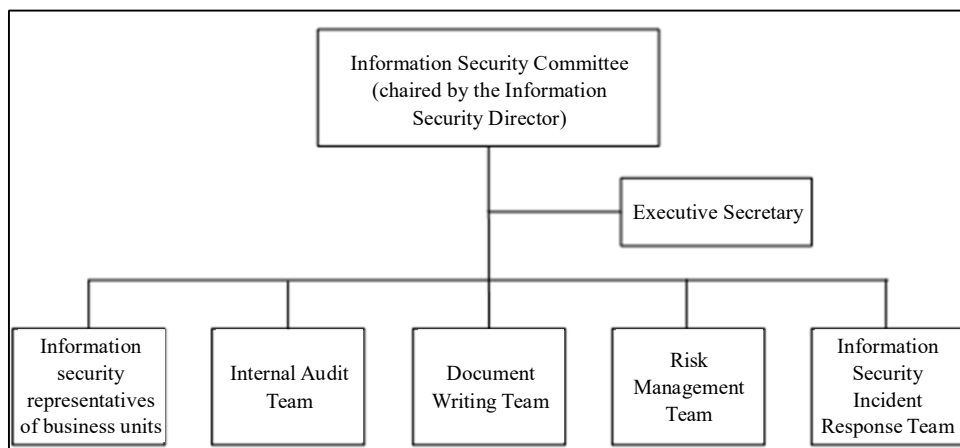 Information Security Committee
(chaired by the Information
Security Director)
Executive Secretary
Information
security
representatives
of business units
Internal Audit
Team
Document
Writing Team
Risk
Management
Team
Information
Security
Incident
Response Team